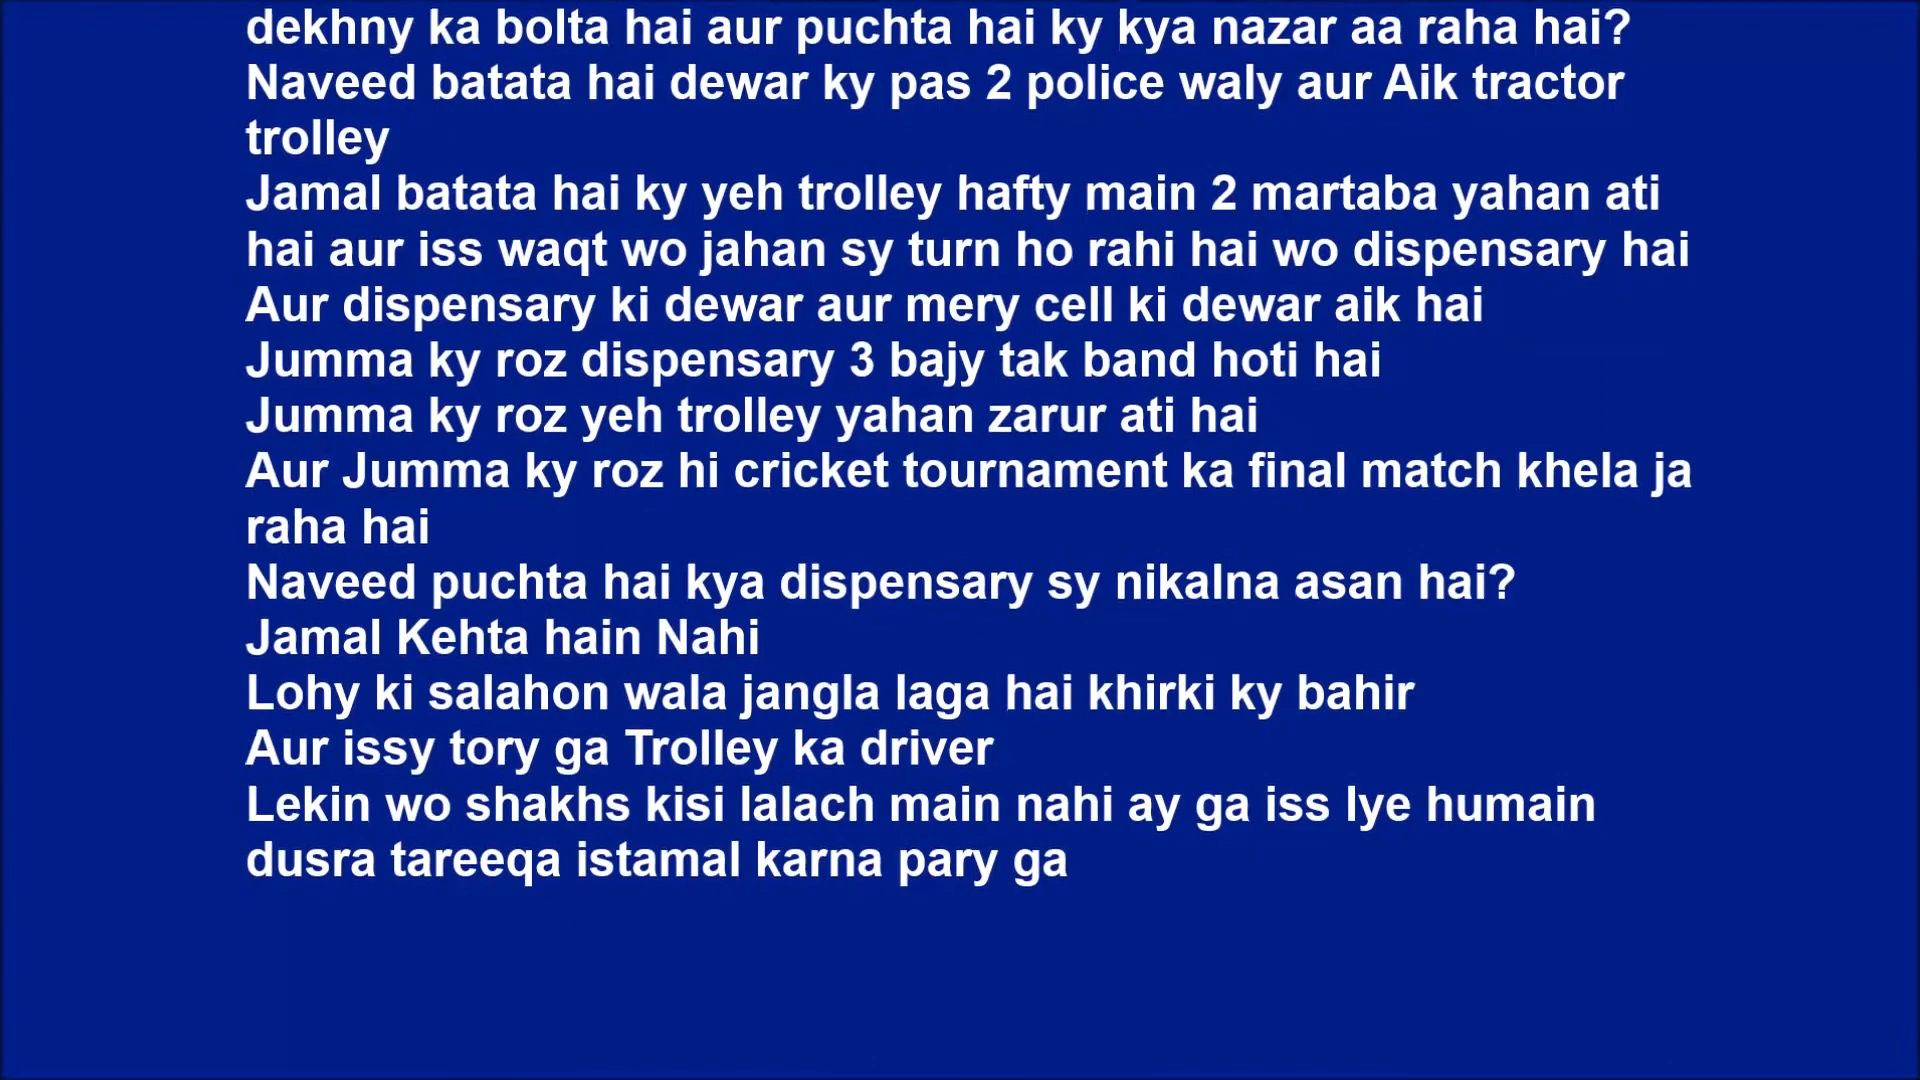 dekhny ka bolta hai aur puchta hai ky kya nazar aa raha hai?
Naveed batata hai dewar ky pas 2 police waly aur Aik tractor
trolley
Jamal batata hai ky yeh trolley hafty main 2 martaba yahan ati
hai aur iss waqt wo jahan sy turn ho rahi hai wo dispensary hai
Aur dispensary ki dewar aur mery cell ki dewar aik hai
Jumma ky roz dispensary 3 bajy tak band hoti hai
Jumma ky roz yeh trolley yahan zarur ati hai
Aur Jumma ky roz hi cricket tournament ka final match khela ja
raha hai
Naveed puchta hai kya dispensary sy nikalna asan hai?
Jamal Kehta hain Nahi
Lohy ki salahon wala jangla laga hai khirki ky bahir
Aur issy tory ga Trolley ka driver
Lekin wo shakhs kisi lalach main nahi ay ga iss lye humain
dusra tareeqa istamal karna pary ga